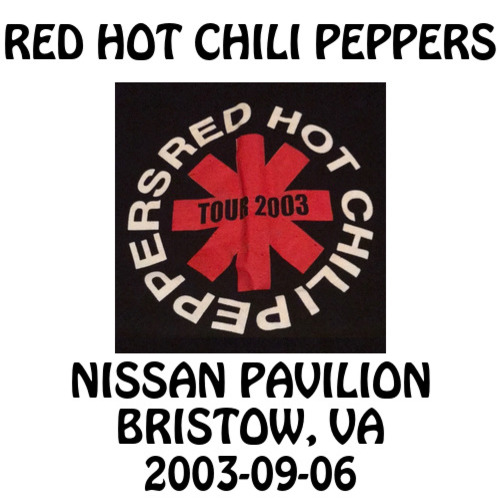 RED HOT CHILI PEPPERS
RED HOT CHILI PEPPERS
TOUR 2003
NISSAN PAVILION
BRISTOW, VA
2003-09-06